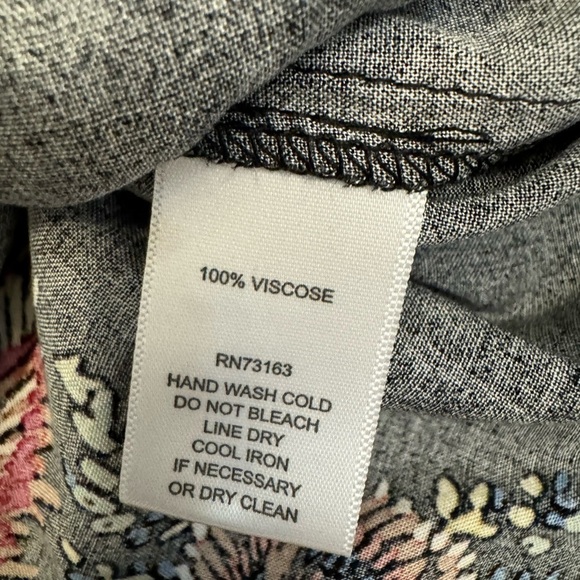 100% VISCOSE
RN73163
HAND WASH COLD
DO NOT BLEACH
LINE DRY
COOL IRON
IF NECESSARY
OR DRY CLEAN